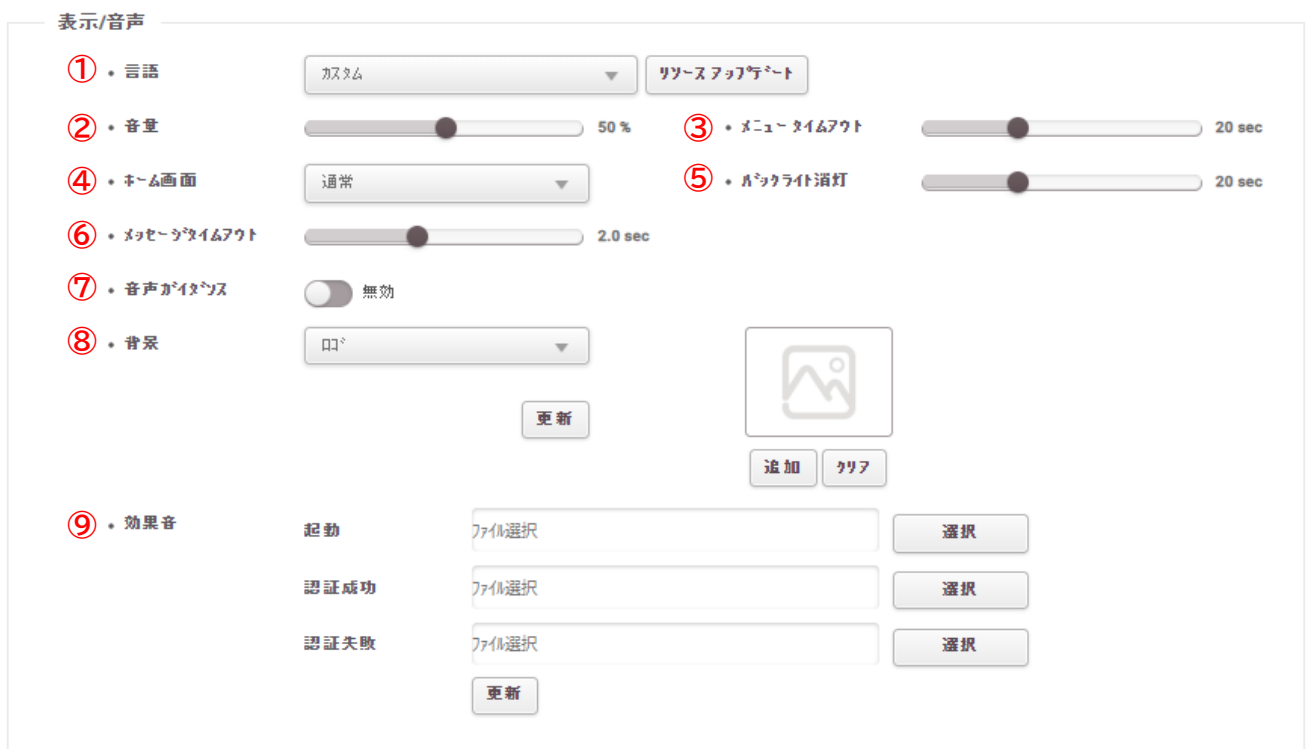 表示/音声
① • 言語 カスタム リソースアップデート
② • 音量 50 % ③ • メニュータイムアウト 20 sec
④ • ホーム画面 通常 ⑤ • バックライト消灯 20 sec
⑥ • メッセージタイムアウト 2.0 sec
⑦ • 音声ガイダンス 無効
⑧ • 背景 ロゴ
更新
追加 クリア
⑨ • 効果音 起動 ファイル選択 選択
認証成功 ファイル選択 選択
認証失敗 ファイル選択 選択
更新